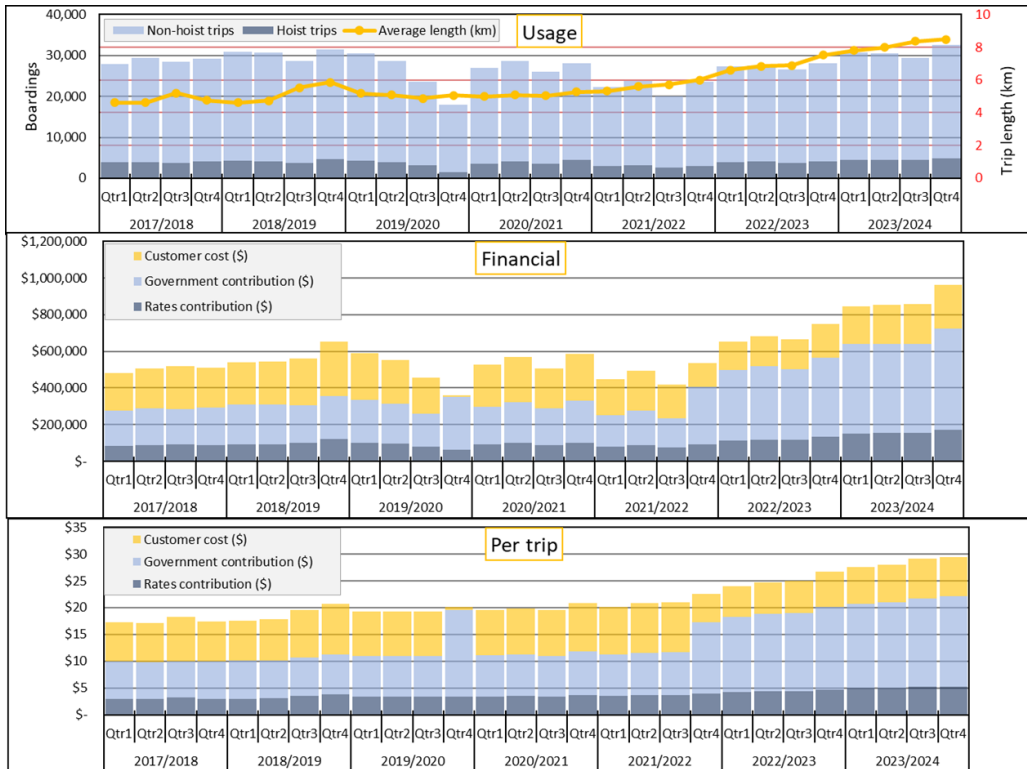 Usage
Non-hoist trips Hoist trips Average length (km)
Boardings
40,000
30,000
20,000
10,000
0
Trip length (km)
10
8
6
4
2
0
Qtr1 Qtr2 Qtr3 Qtr4 Qtr1 Qtr2 Qtr3 Qtr4 Qtr1 Qtr2 Qtr3 Qtr4 Qtr1 Qtr2 Qtr3 Qtr4 Qtr1 Qtr2 Qtr3 Qtr4 Qtr1 Qtr2 Qtr3 Qtr4 Qtr1 Qtr2 Qtr3 Qtr4
2017/2018 2018/2019 2019/2020 2020/2021 2021/2022 2022/2023 2023/2024
Financial
Customer cost ($)
Government contribution ($)
Rates contribution ($)
$1,200,000
$1,000,000
$800,000
$600,000
$400,000
$200,000
$-
Qtr1 Qtr2 Qtr3 Qtr4 Qtr1 Qtr2 Qtr3 Qtr4 Qtr1 Qtr2 Qtr3 Qtr4 Qtr1 Qtr2 Qtr3 Qtr4 Qtr1 Qtr2 Qtr3 Qtr4 Qtr1 Qtr2 Qtr3 Qtr4 Qtr1 Qtr2 Qtr3 Qtr4
2017/2018 2018/2019 2019/2020 2020/2021 2021/2022 2022/2023 2023/2024
Per trip
Customer cost ($)
Government contribution ($)
Rates contribution ($)
$35
$30
$25
$20
$15
$10
$5
$-
Qtr1 Qtr2 Qtr3 Qtr4 Qtr1 Qtr2 Qtr3 Qtr4 Qtr1 Qtr2 Qtr3 Qtr4 Qtr1 Qtr2 Qtr3 Qtr4 Qtr1 Qtr2 Qtr3 Qtr4 Qtr1 Qtr2 Qtr3 Qtr4 Qtr1 Qtr2 Qtr3 Qtr4
2017/2018 2018/2019 2019/2020 2020/2021 2021/2022 2022/2023 2023/2024